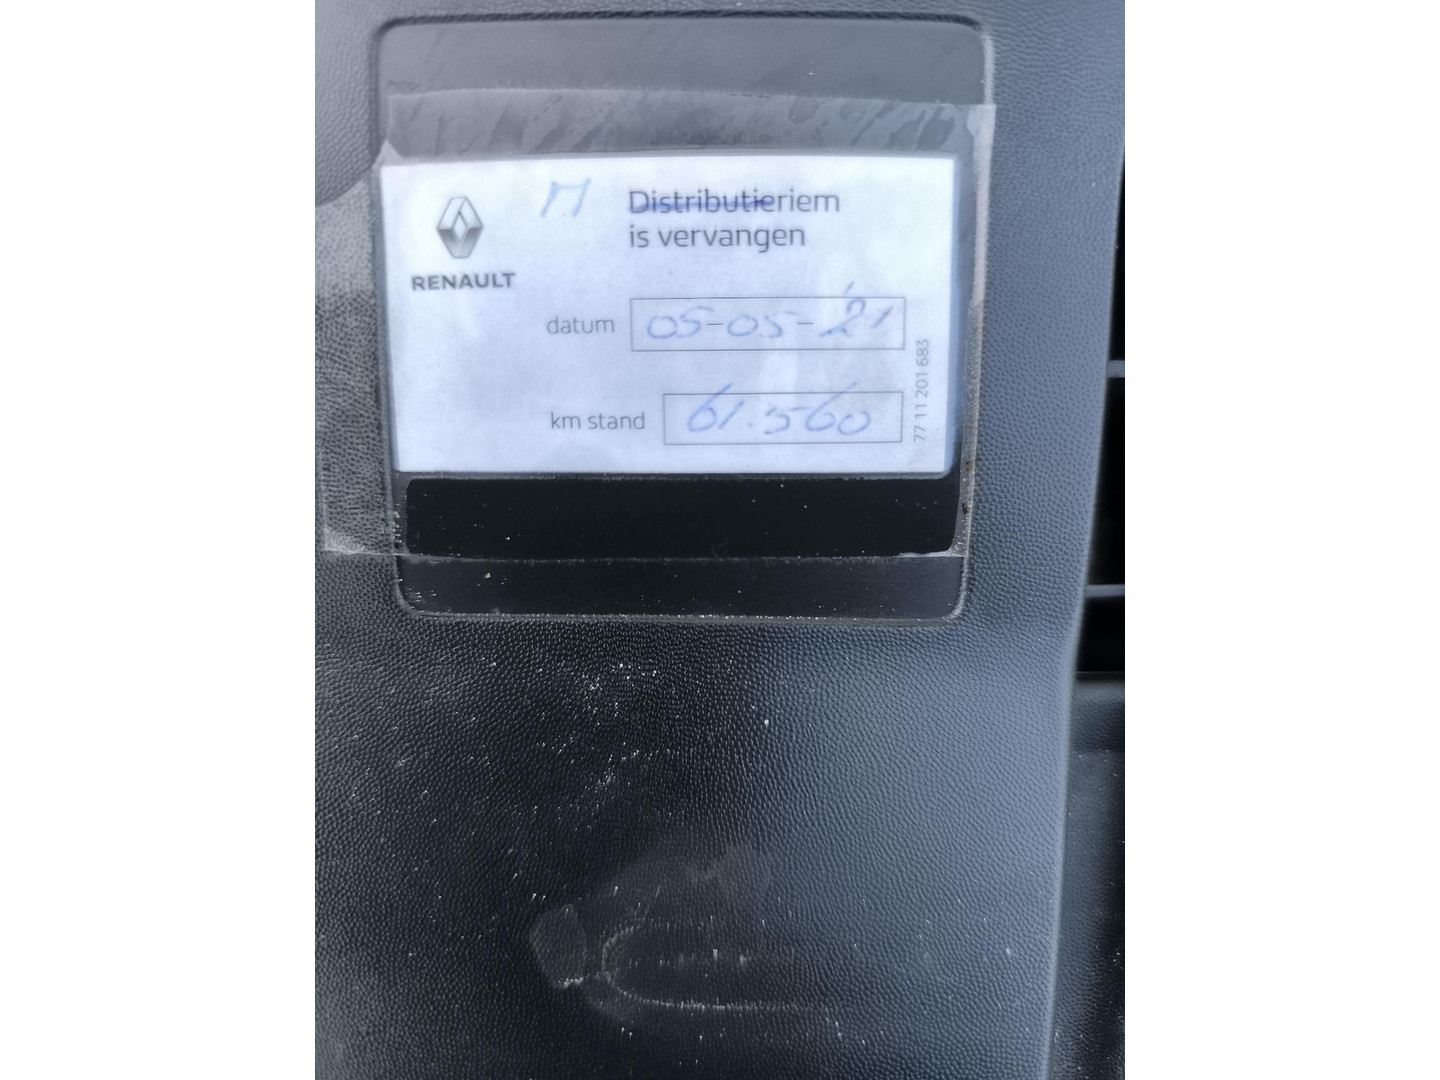 Distributieriem
is vervangen
RENAULT
datum 05-05-'21
km stand 61.560
77 11 201 683